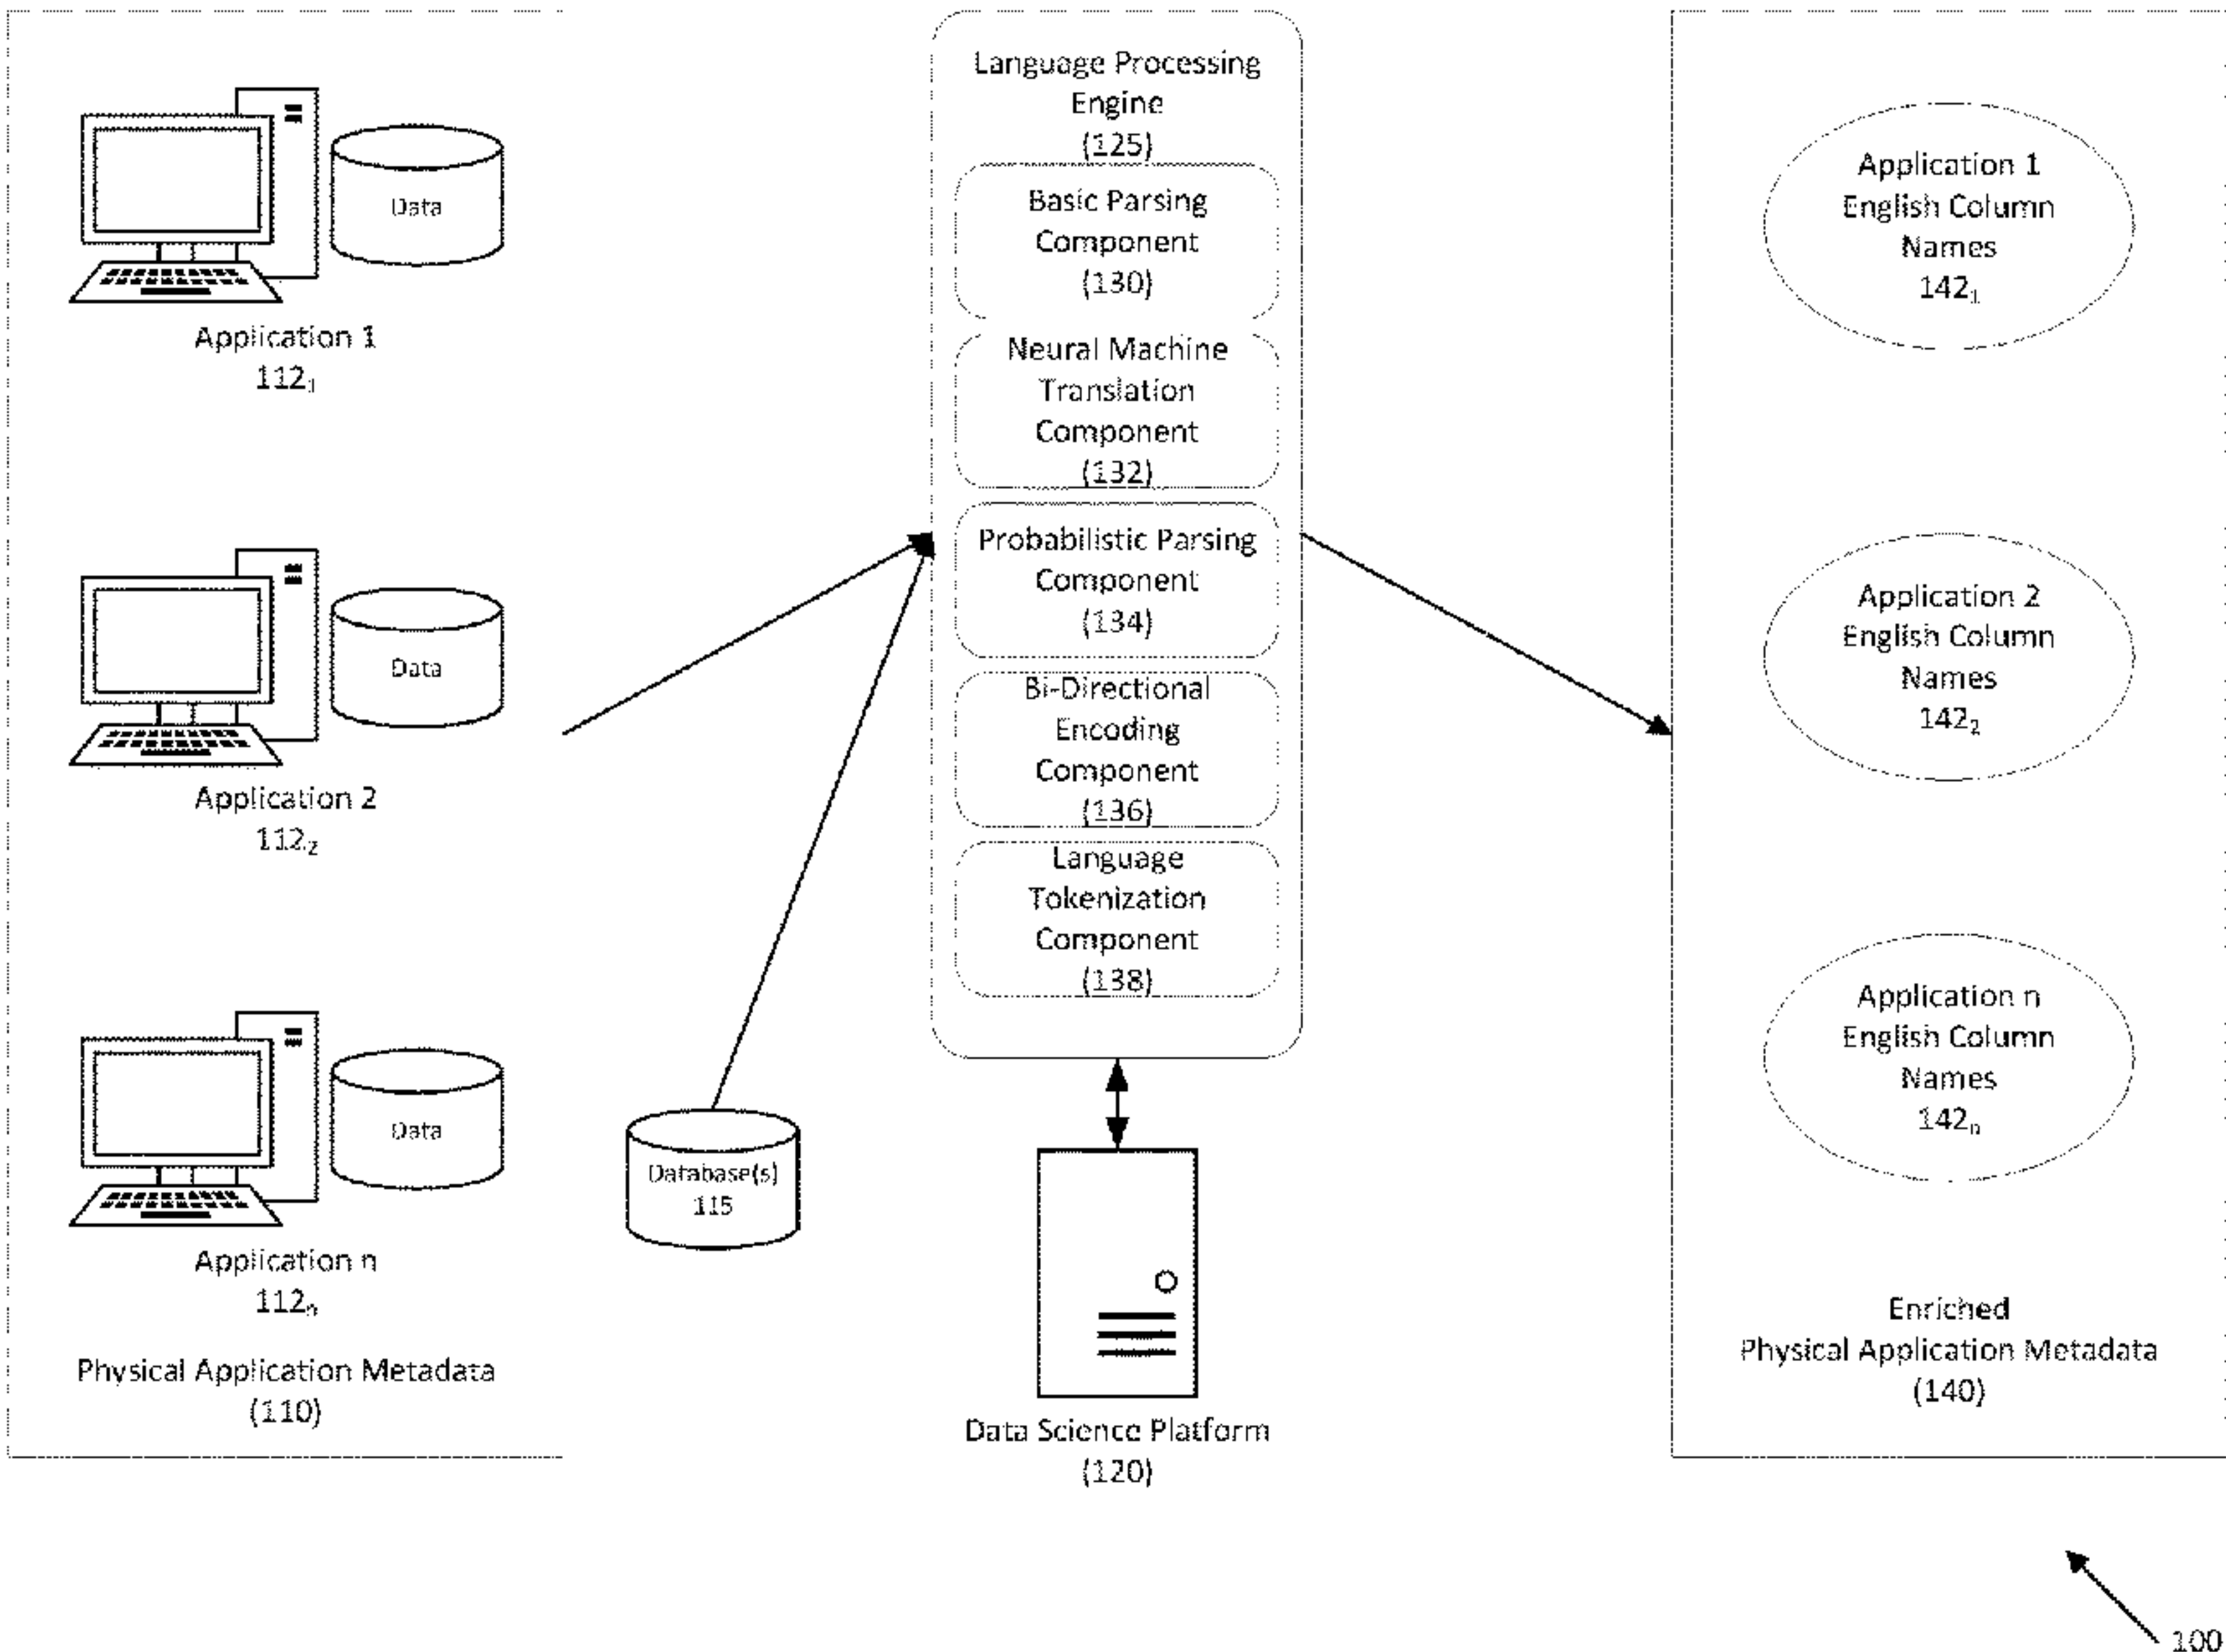 Data
Application 1
112₁
Data
Application 2
112₂
Data
Application n
112ₙ
Physical Application Metadata
(110)
Database(s)
115
Language Processing
Engine
(125)
Basic Parsing
Component
(130)
Neural Machine
Translation
Component
(132)
Probabilistic Parsing
Component
(134)
Bi-Directional
Encoding
Component
(136)
Language
Tokenization
Component
(138)
Data Science Platform
(120)
Application 1
English Column
Names
142₁
Application 2
English Column
Names
142₂
Application n
English Column
Names
142ₙ
Enriched
Physical Application Metadata
(140)
100